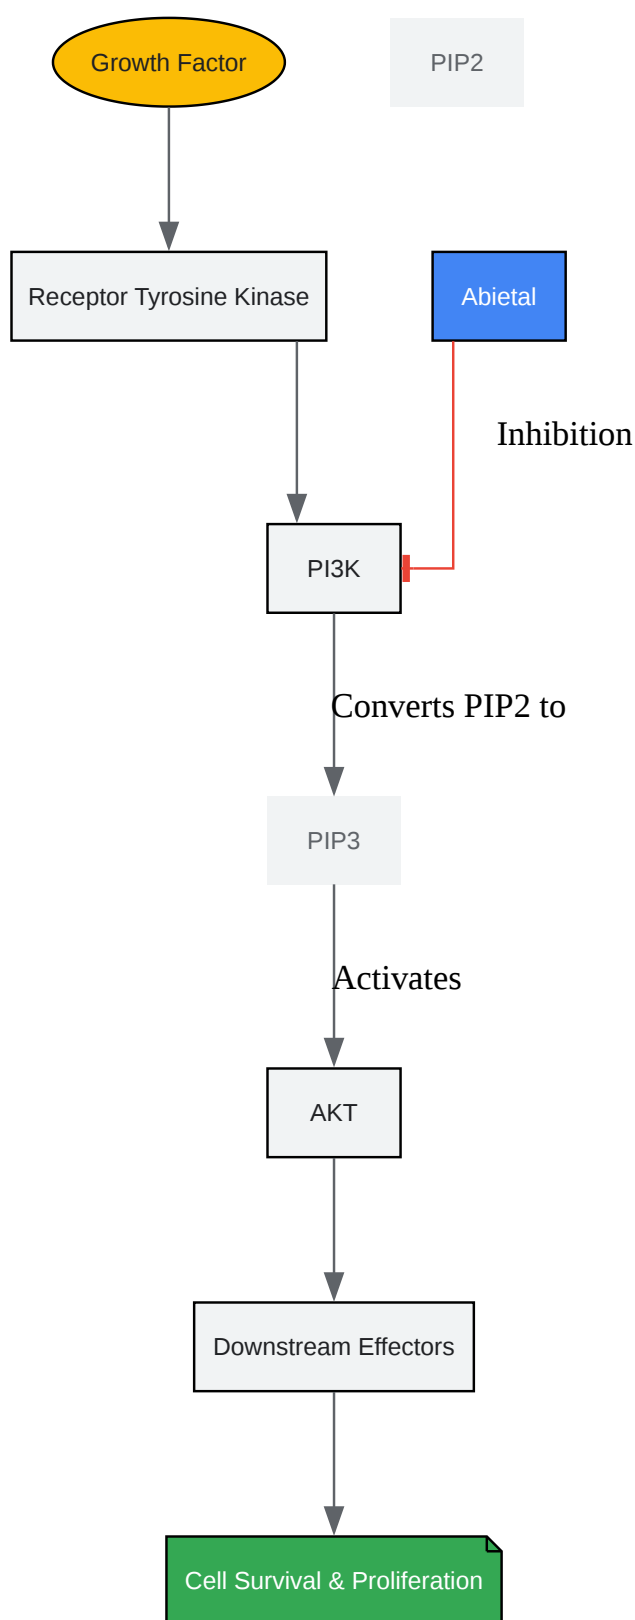 Growth Factor
PIP2
Receptor Tyrosine Kinase
Abietal
Inhibition
PI3K
Converts PIP2 to
PIP3
Activates
AKT
Downstream Effectors
Cell Survival & Proliferation